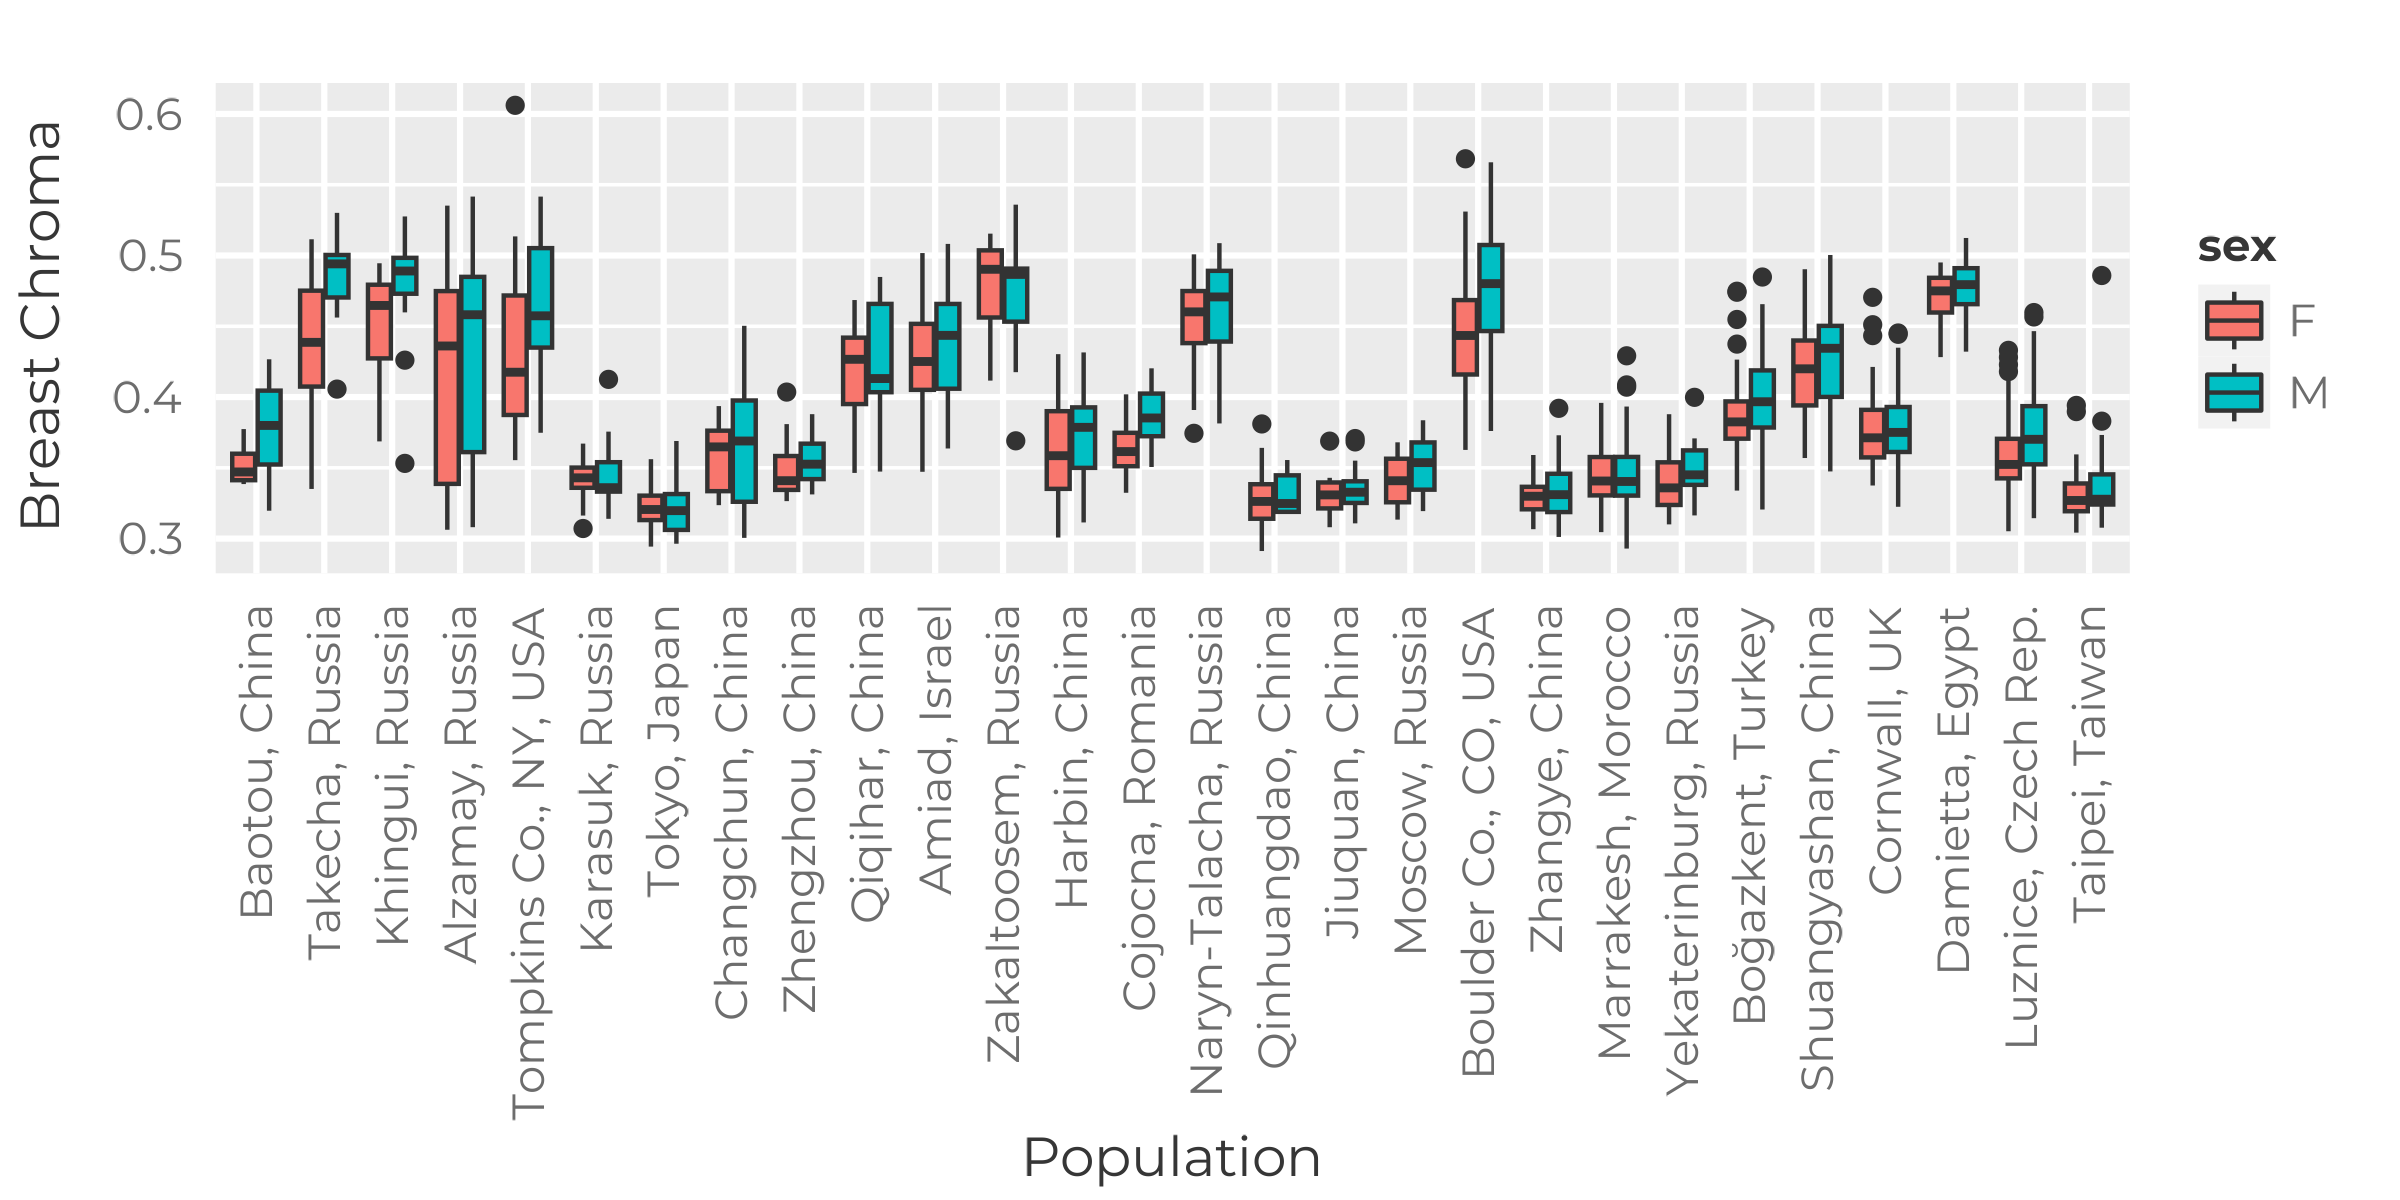 Breast Chroma
0.6
0.5
0.4
0.3
Baotou, China
Takecha, Russia
Khingui, Russia
Alzamay, Russia
Tompkins Co., NY, USA
Karasuk, Russia
Tokyo, Japan
Changchun, China
Zhengzhou, China
Qiqihar, China
Amiad, Israel
Zakaltoosem, Russia
Harbin, China
Cojocna, Romania
Naryn-Talacha, Russia
Qinhuangdao, China
Jiuquan, China
Moscow, Russia
Boulder Co., CO, USA
Zhangye, China
Marrakesh, Morocco
Yekaterinburg, Russia
Boğazkent, Turkey
Shuangyashan, China
Cornwall, UK
Damietta, Egypt
Luznice, Czech Rep.
Taipei, Taiwan
Population
sex
F
M